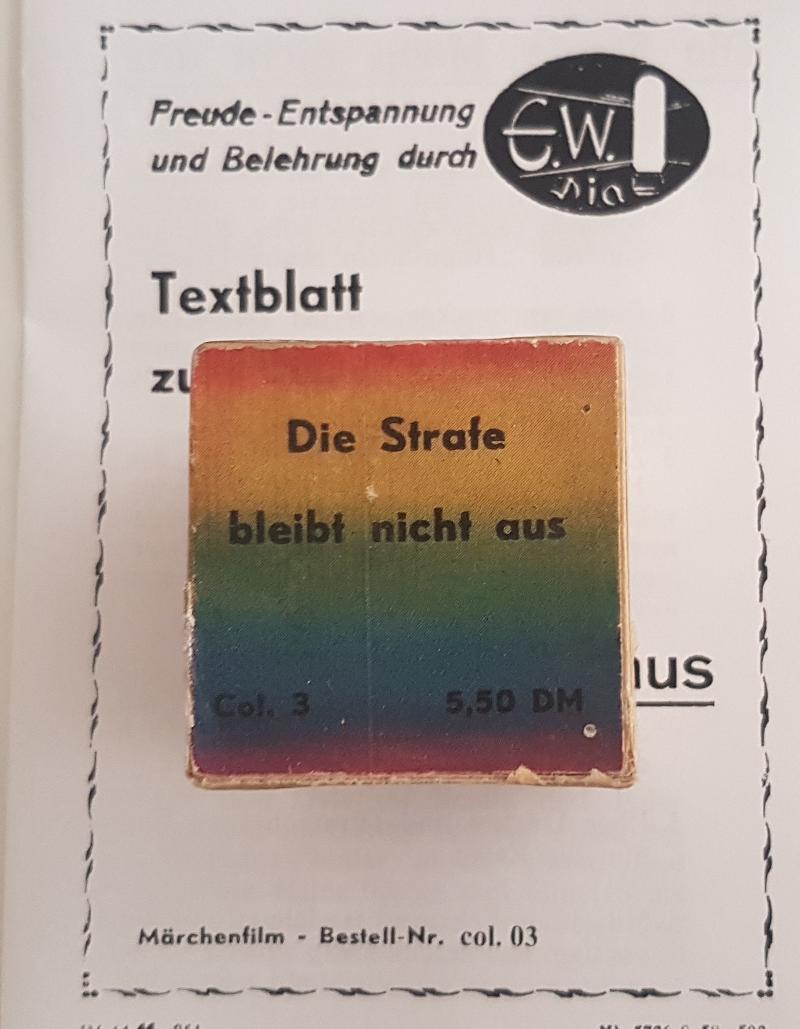 Freude - Entspannung
und Belehrung durch
E.W.
Textblatt
zu
Die Strafe
bleibt nicht aus
Col. 3 5,50 DM
us
Märchenfilm - Bestell-Nr. col. 03